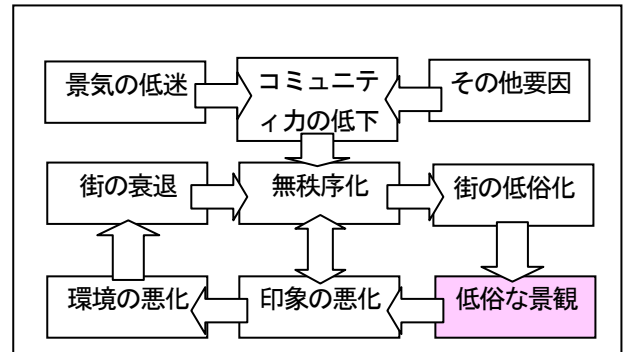 景気の低迷
コミュニテ
ィ力の低下
その他要因
街の衰退
無秩序化
街の低俗化
環境の悪化
印象の悪化
低俗な景観